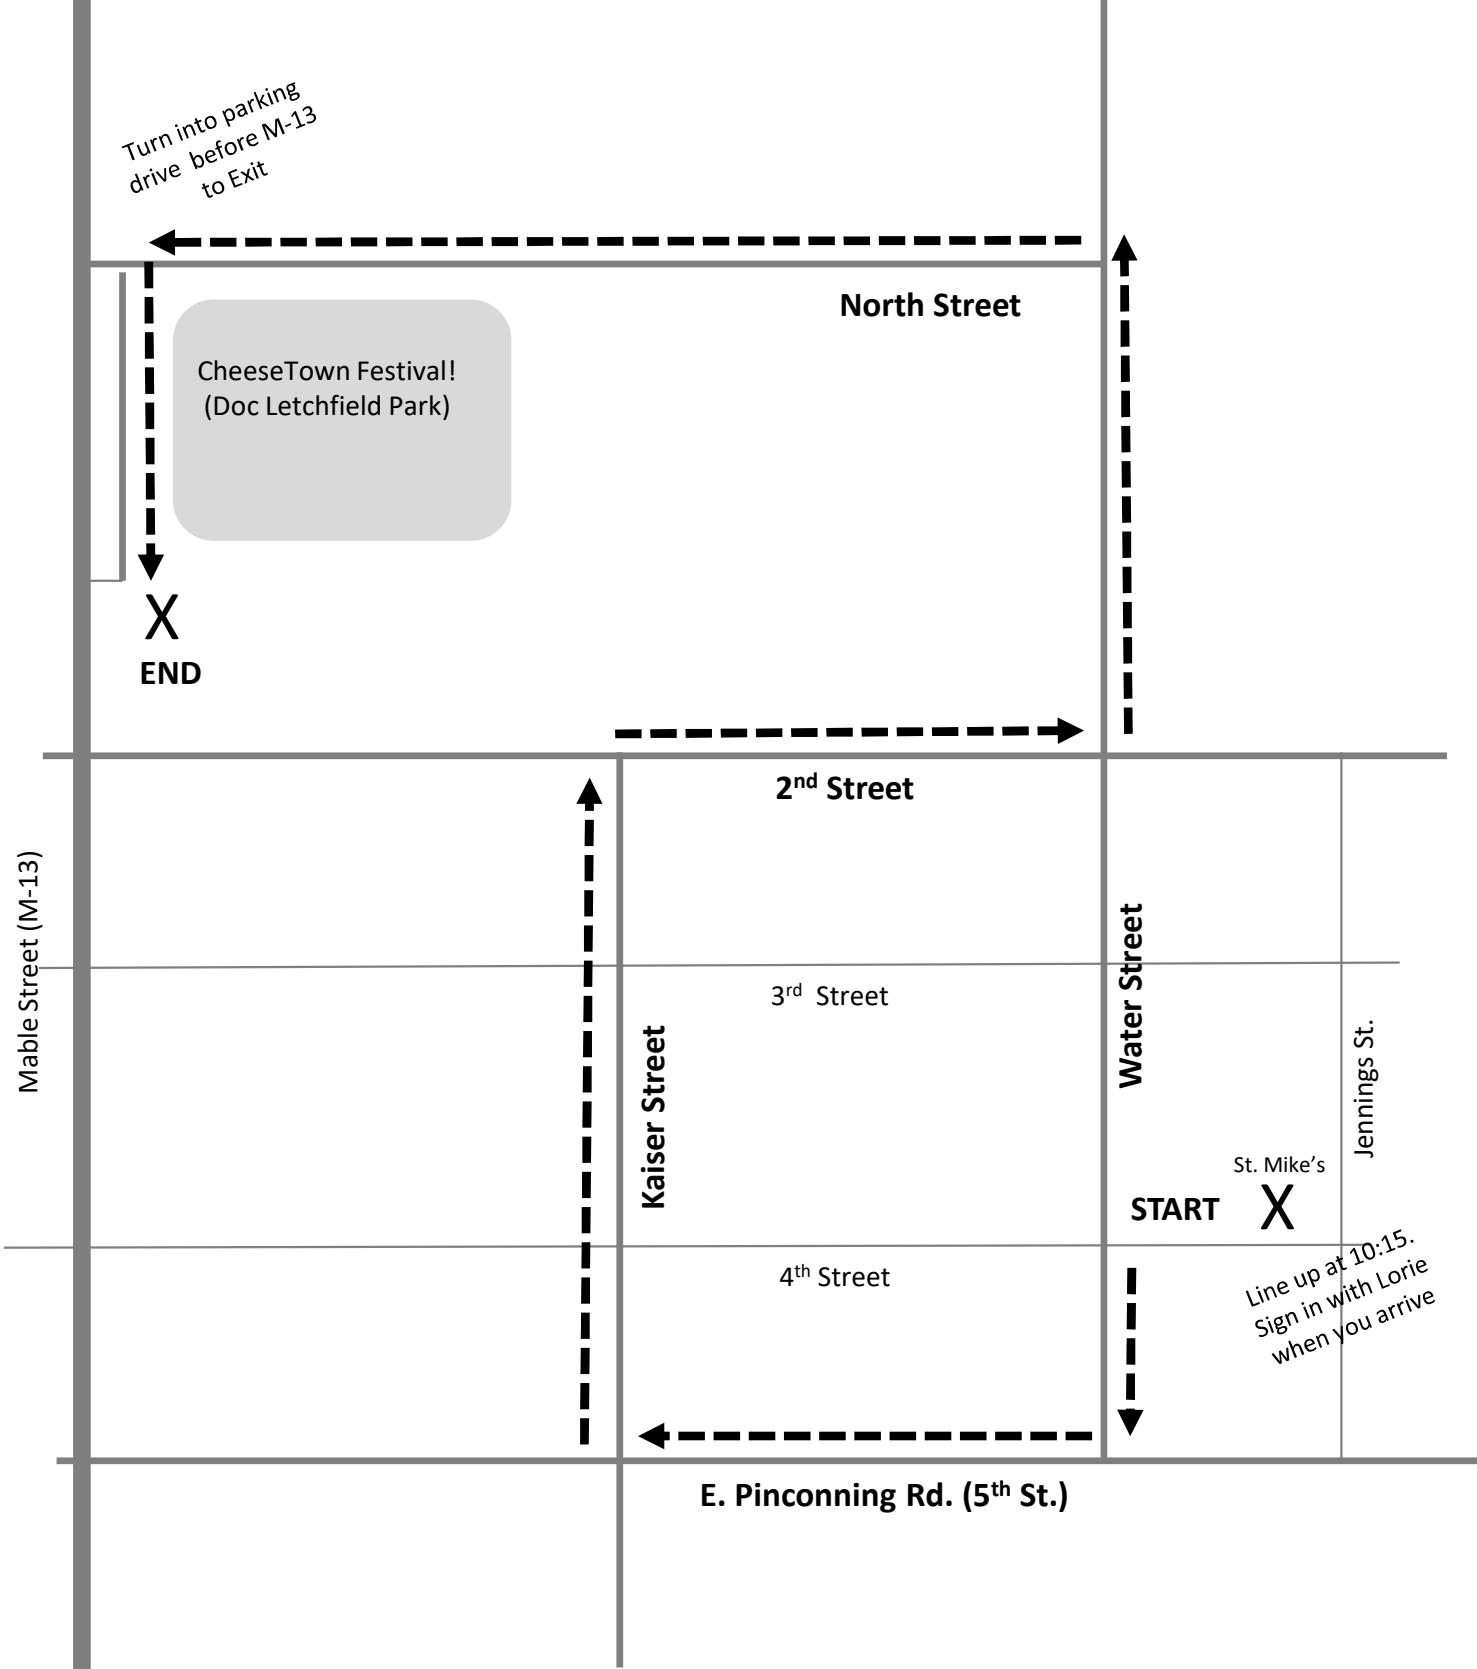 Turn into parking
drive before M-13
to Exit
North Street
CheeseTown Festival!
(Doc Letchfield Park)
X
END
2nd Street
Mable Street (M-13)
3rd Street
Water Street
Kaiser Street
Jennings St.
St. Mike’s
START X
Line up at 10:15.
Sign in with Lorie
when you arrive
4th Street
E. Pinconning Rd. (5th St.)